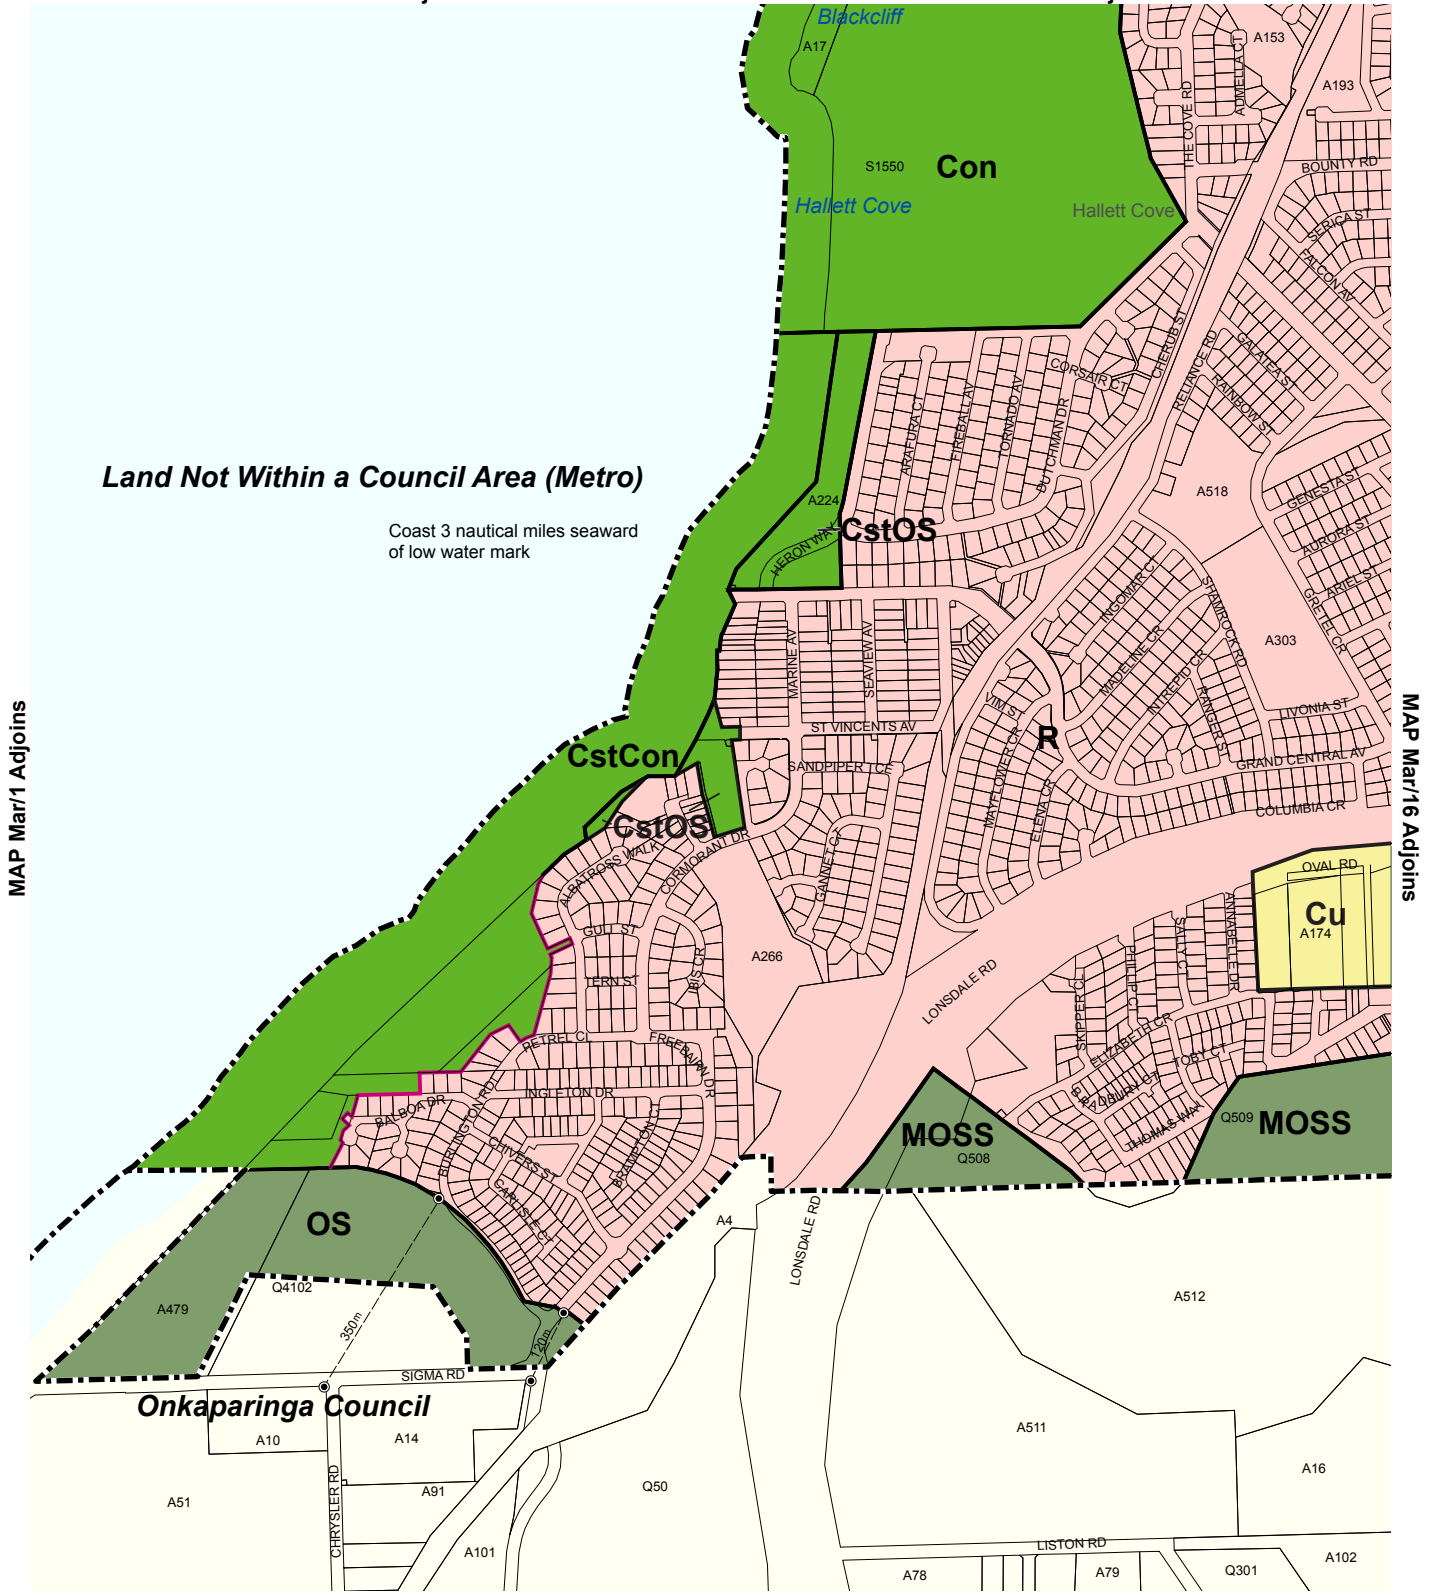 Blackcliff
A17
A153
ADMELLA CT
A193
THE COVE RD
S1550
Con
BOUNTY RD
Hallett Cove
Hallett Cove
SERICA ST
FALCON AV
CHERUB ST
RELIANCE RD
GALATEA ST
RAINBOW ST
CORSAIR CT
ARAFURA CT
FIREBALL AV
TORNADO AV
DUTCHMAN DR
Land Not Within a Council Area (Metro)
A224
A518
GENESTA ST
Coast 3 nautical miles seaward
of low water mark
CstOS
HERON WAY
AURORA ST
ARIEL ST
INGOMAR CT
SHAMROCK RD
GRETEL CR
MARINE AV
SEAVIEW AV
MADELINE CR
INTREPID CR
A303
RANGER S
MAP Mar/1 Adjoins
MAP Mar/16 Adjoins
VIM ST
LIVONIA ST
ST VINCENTS AV
R
CstCon
SANDPIPER TCE
MAYFLOWER CR
GRAND CENTRAL AV
ELENA CR
COLUMBIA CR
CstOS
CORMORANT DR
ALBATROSS WALK
GANNET CT
OVAL RD
Cu
A174
ANNABELLE DR
SALLY C
PHILLIP CT
GULL ST
IBIS CR
A266
TERN ST
LONSDALE RD
SKIPPER CL
ELIZABETH CR
PETREL CL
FREEBAIRN DR
TOBY CT
BRADBURY CT
INGLETON DR
BALBOA DR
BURLINGTON RD
THOMAS WAY
Q509
MOSS
MOSS
Q508
BRAMPTON CT
CHIVERS ST
CARLISLE C
OS
A4
LONSDALE RD
A479
Q4102
A512
350m
120m
SIGMA RD
Onkaparinga Council
A10
A14
A511
A16
A51
CHRYSLER RD
A91
Q50
A101
LISTON RD
A78
A79
Q301
A102